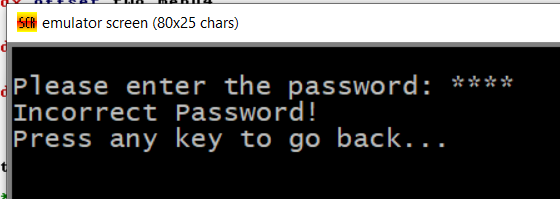 emulator screen (80x25 chars)
Please enter the password: ****
Incorrect Password!
Press any key to go back...